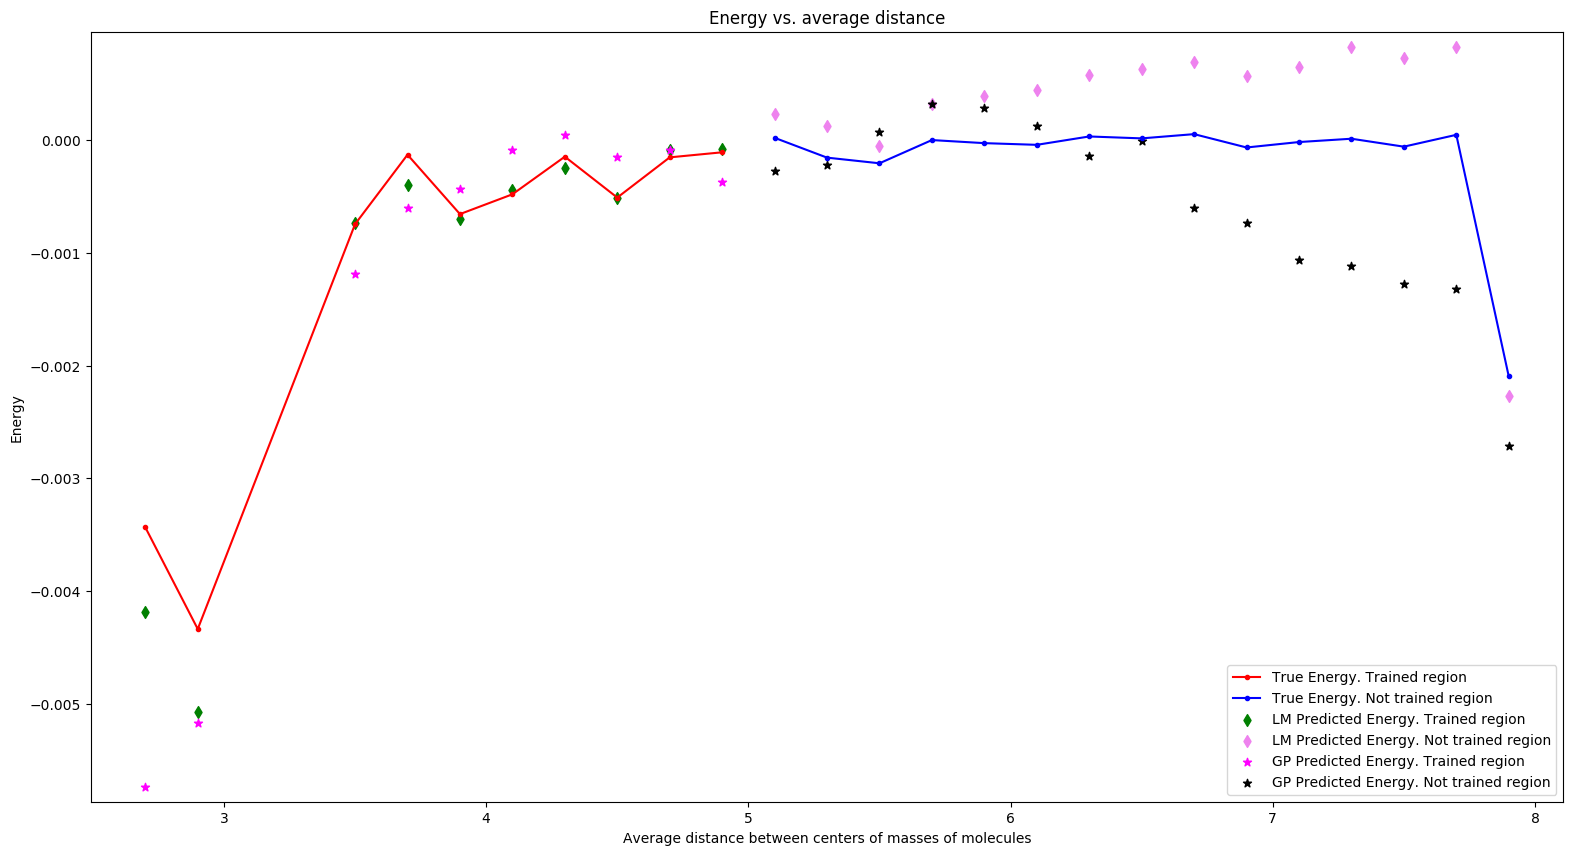 Energy vs. average distance
Energy
0.000
−0.001
−0.002
−0.003
−0.004
−0.005
3
4
5
6
7
8
Average distance between centers of masses of molecules
True Energy. Trained region
True Energy. Not trained region
LM Predicted Energy. Trained region
LM Predicted Energy. Not trained region
GP Predicted Energy. Trained region
GP Predicted Energy. Not trained region